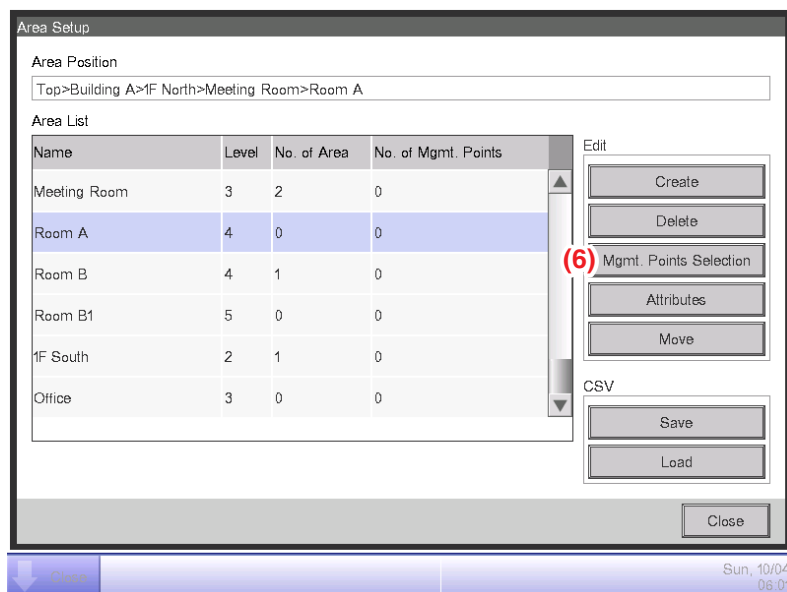 Area Setup
Area Position
Top>Building A>1F North>Meeting Room>Room A
Area List
Name Level No. of Area No. of Mgmt. Points
Meeting Room 3 2 0
Room A 4 0 0
Room B 4 1 0
Room B1 5 0 0
1F South 2 1 0
Office 3 0 0
Edit
Create
Delete
(6) Mgmt. Points Selection
Attributes
Move
CSV
Save
Load
Close
Sun, 10/04